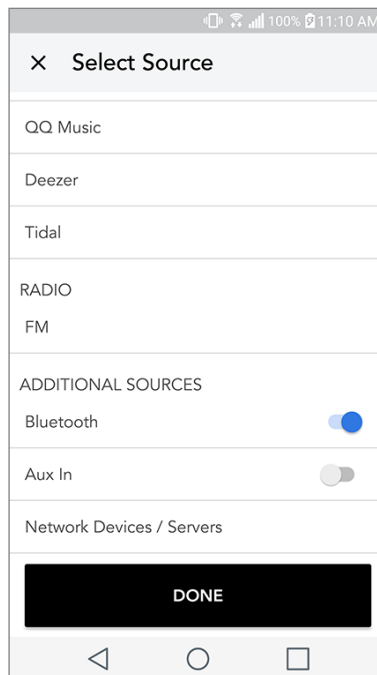 100% 11:10 AM
× Select Source
QQ Music
Deezer
Tidal
RADIO
FM
ADDITIONAL SOURCES
Bluetooth
Aux In
Network Devices / Servers
DONE